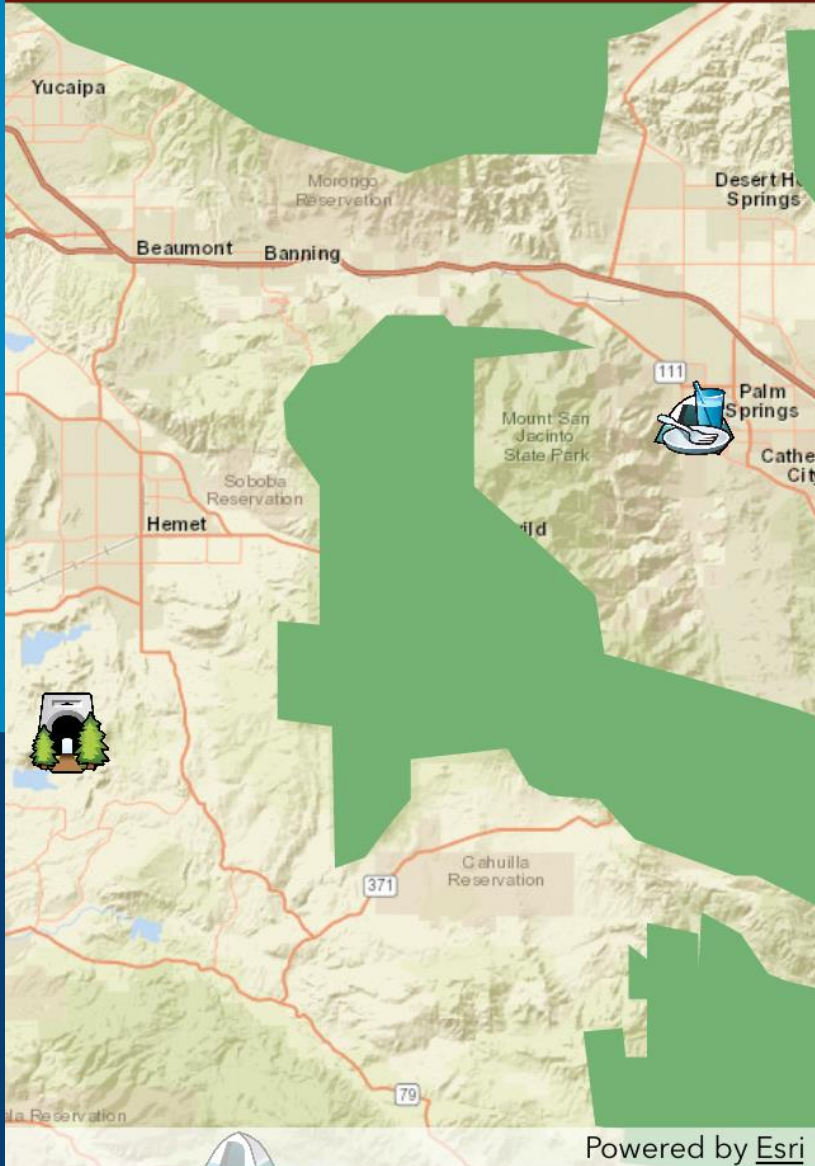 Yucaipa
Morongo
Reservation
Desert H
Springs
Beaumont
Banning
111
Palm
Springs
Mount San
Jacinto
State Park
Cathe
City
Soboba
Reservation
Hemet
ild
Cahuilla
Reservation
371
79
ala Reservation
Powered by Esri